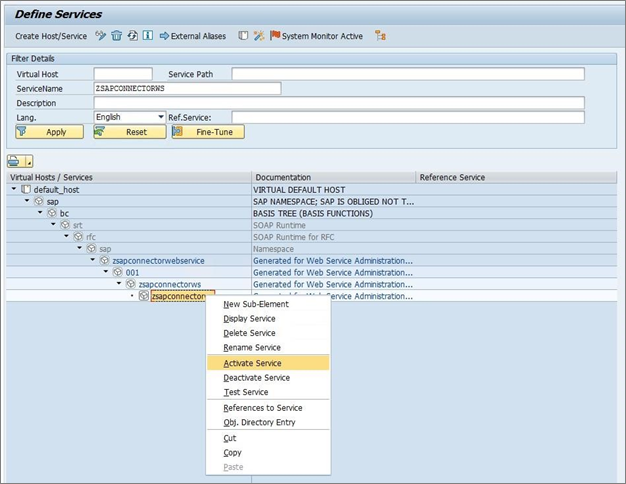 Define Services
Create Host/Service External Aliases System Monitor Active
Filter Details
Virtual Host Service Path
ServiceName ZSAPCONNECTORWS
Description
Lang. English Ref.Service:
Apply Reset Fine-Tune
Virtual Hosts / Services Documentation Reference Service
default_host VIRTUAL DEFAULT HOST
sap SAP NAMESPACE; SAP IS OBLIGED NOT T...
bc BASIS TREE (BASIS FUNCTIONS)
srt SOAP Runtime
rfc SOAP Runtime for RFC
sap Namespace
zsapconnectorwebservice Generated for Web Service Administration...
001 Generated for Web Service Administration...
zsapconnectorws Generated for Web Service Administration...
zsapconnectorw Generated for Web Service Administration...
New Sub-Element
Display Service
Delete Service
Rename Service
Activate Service
Deactivate Service
Test Service
References to Service
Obj. Directory Entry
Cut
Copy
Paste